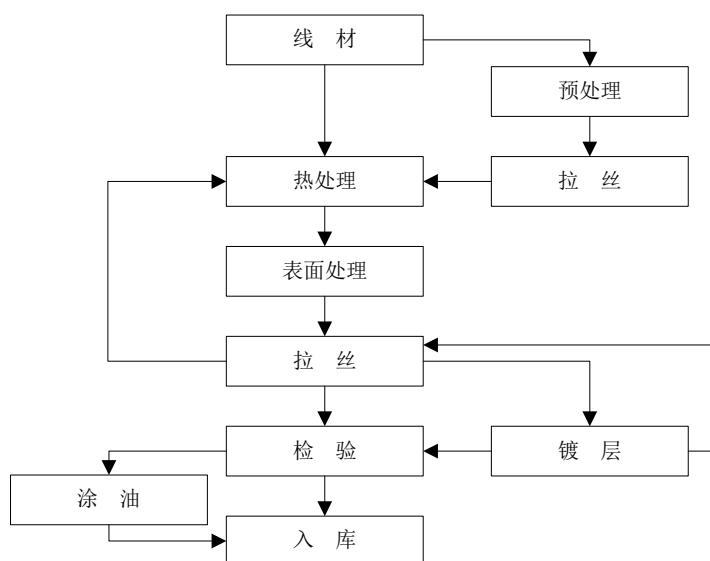 线 材
预处理
热处理
拉 丝
表面处理
拉 丝
检 验
镀 层
涂 油
入 库